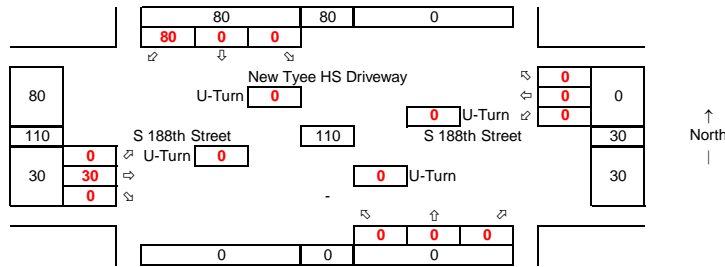 80 80 0
80 0 0
⬃ ⇩ ⬂
New Tyee HS Driveway
U-Turn 0
⬁ 0
80 ⇦ 0 0
0 U-Turn ⬃ 0
110 S 188th Street 110 S 188th Street 30
0 ⬀ U-Turn 0
30 30 ⇨ 0 U-Turn 30
0 ⬂ -
⬁ ⇧ ⬀
0 0 0
0 0 0
↑
North
|